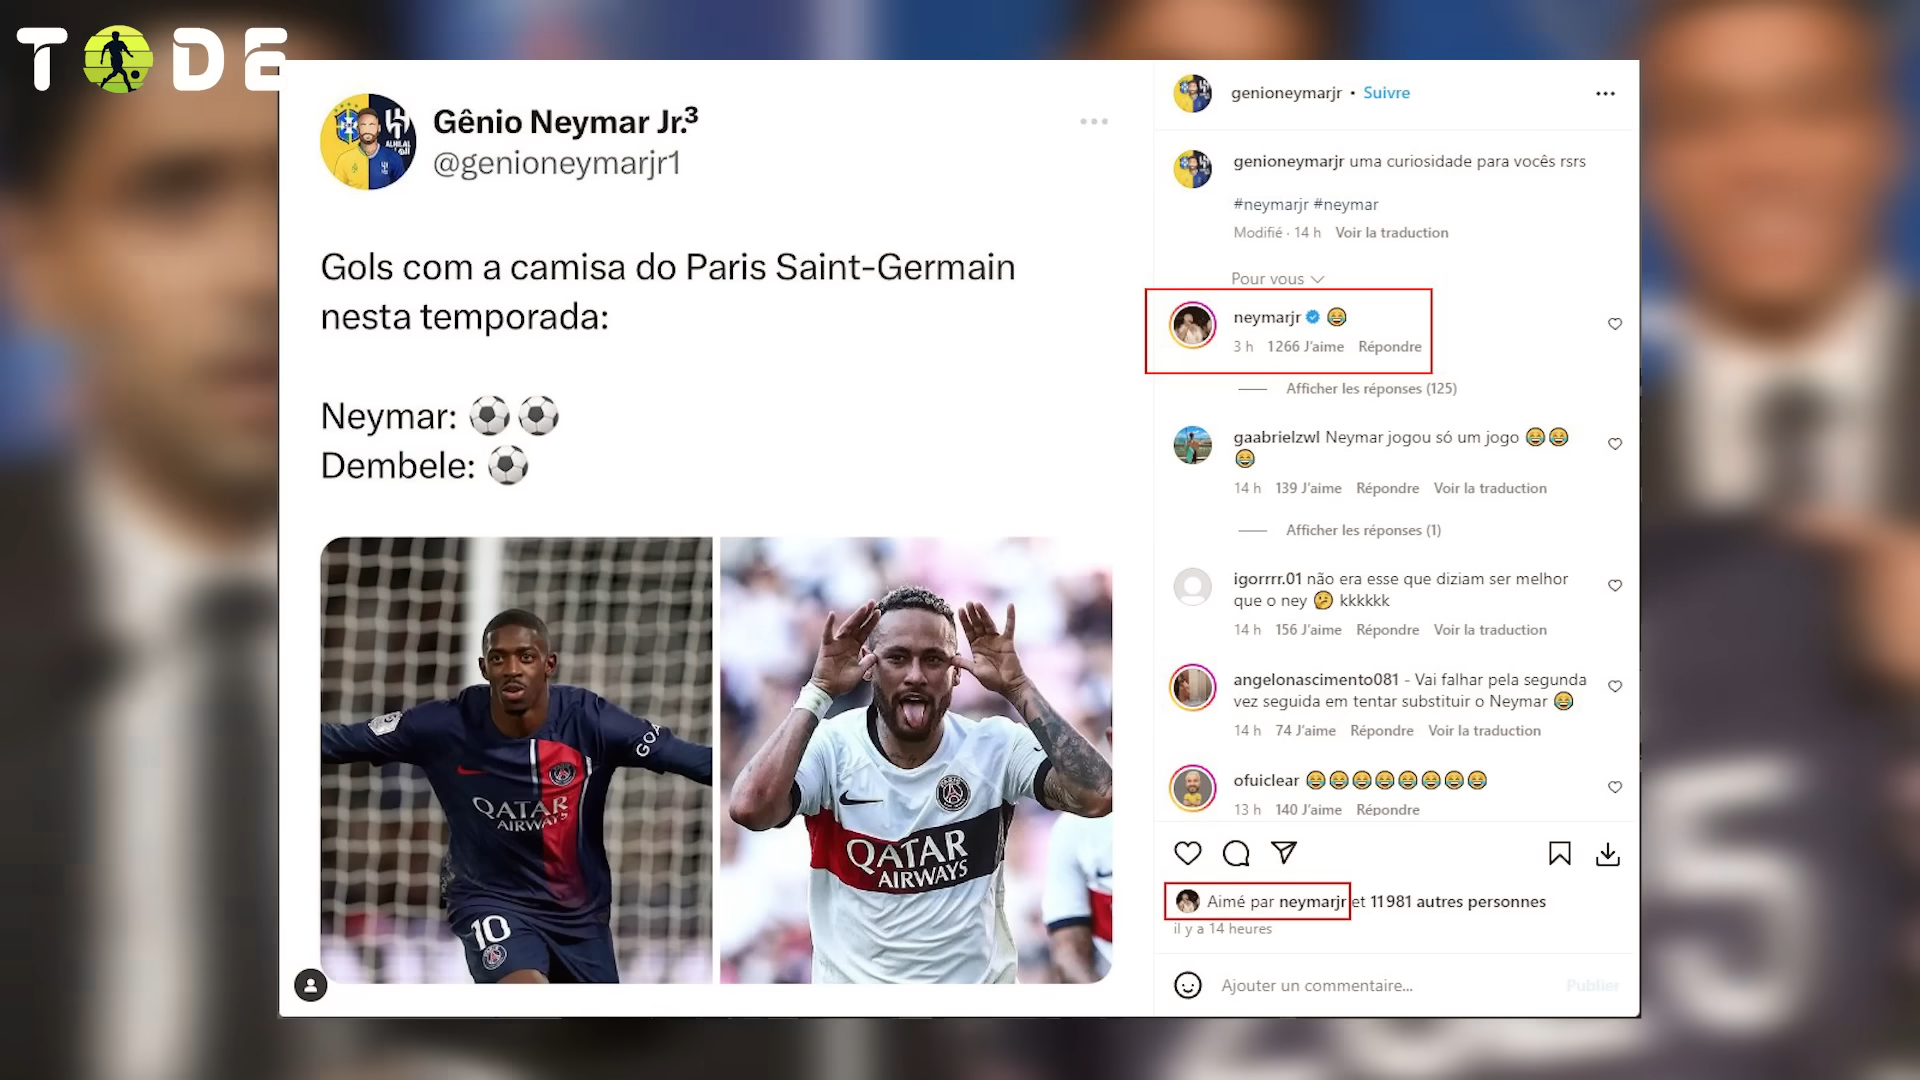 TODE
Gênio Neymar Jr.³
@genioneymarjr1
Gols com a camisa do Paris Saint-Germain
nesta temporada:
Neymar: ⚽⚽
Dembele: ⚽
GOA
QATAR
AIRWAYS
10
PARIS
QATAR
AIRWAYS
genioneymarjr • Suivre
genioneymarjr uma curiosidade para vocês rsrs
#neymarjr #neymar
Modifié · 14 h Voir la traduction
Pour vous
neymarjr 😂
3 h 1266 J’aime Répondre
Afficher les réponses (125)
gaabrielzwl Neymar jogou só um jogo 😂😂
😂
14 h 139 J’aime Répondre Voir la traduction
Afficher les réponses (1)
igorrrr.01 não era esse que diziam ser melhor
que o ney 🤔 kkkkkk
14 h 156 J’aime Répondre Voir la traduction
angelonascimento081 - Vai falhar pela segunda
vez seguida em tentar substituir o Neymar 😂
14 h 74 J’aime Répondre Voir la traduction
ofuiclear 😂😂😂😂😂😂😂😂
13 h 140 J’aime Répondre
Aimé par neymarjr et 11 981 autres personnes
il y a 14 heures
Ajouter un commentaire...
Publier